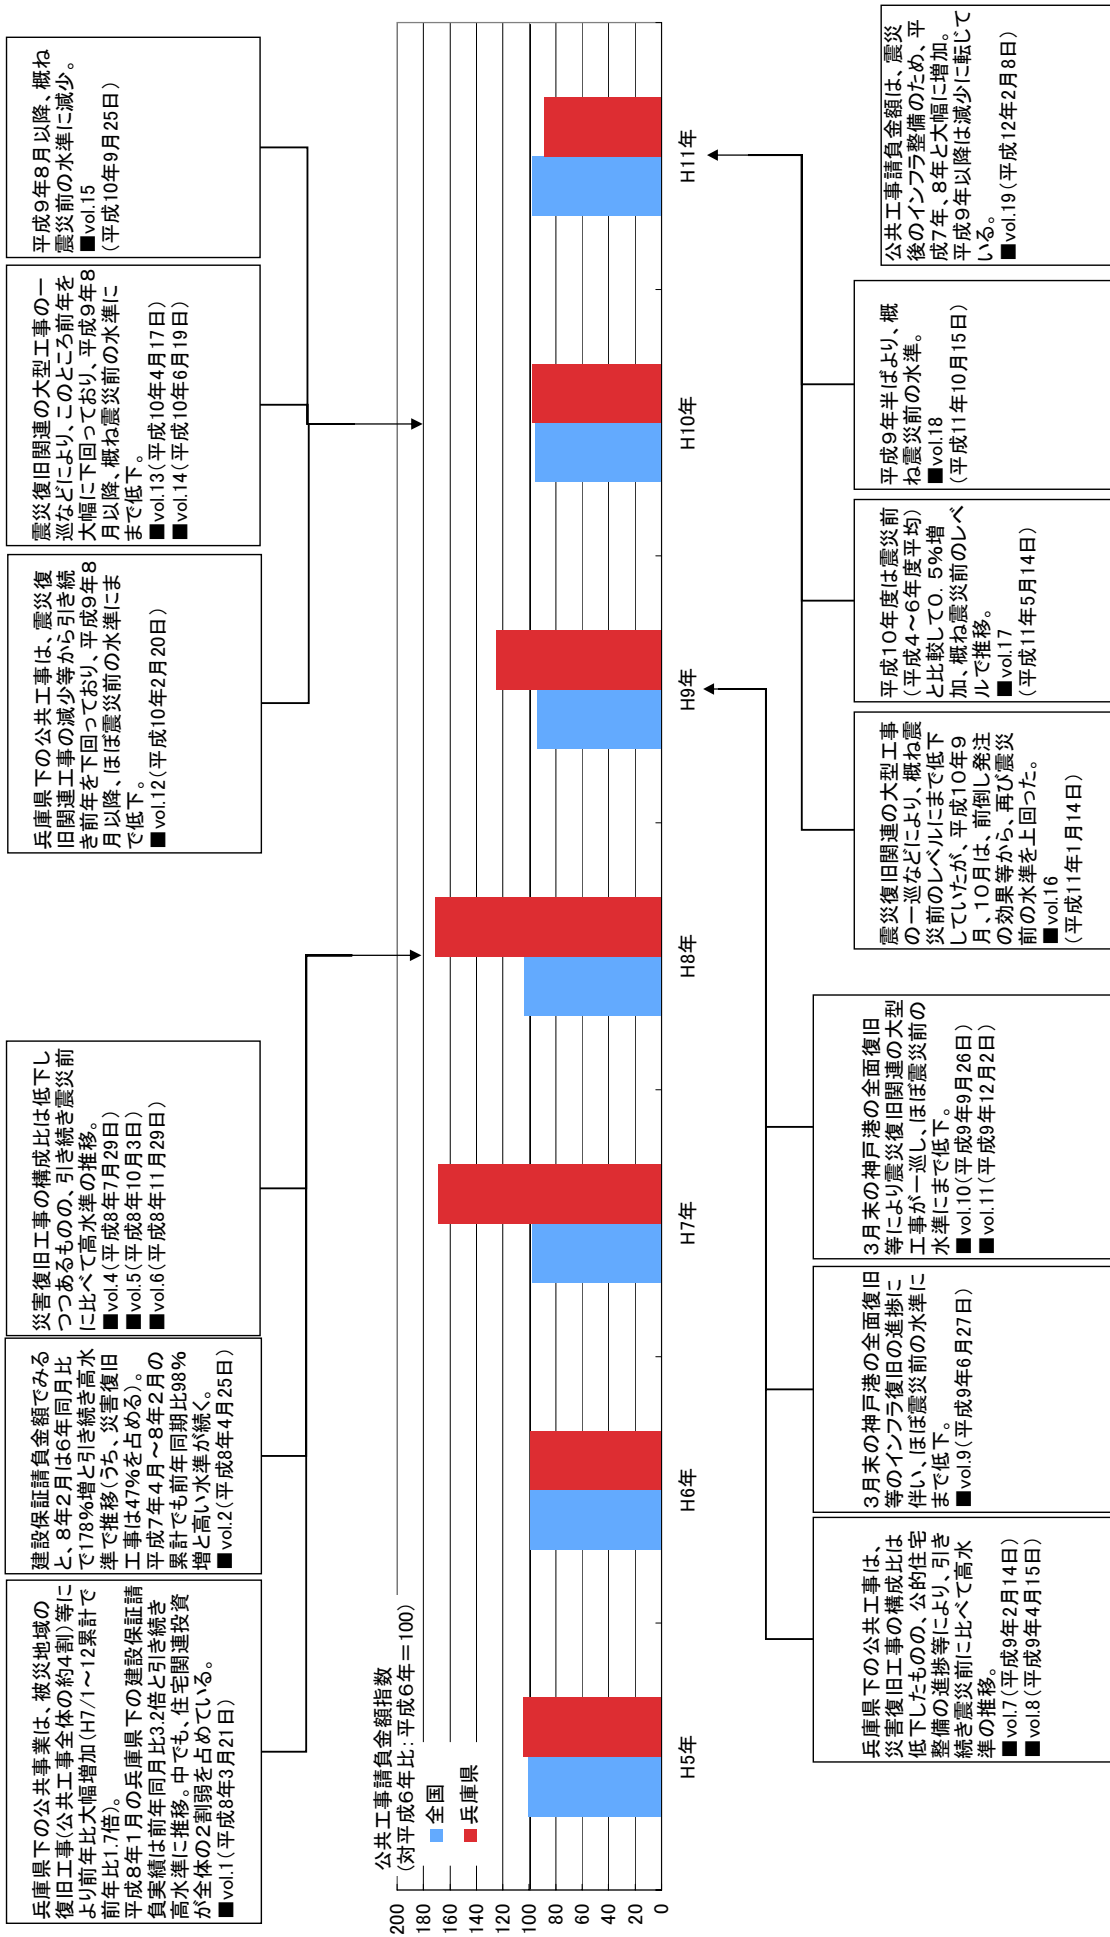 兵庫県下の公共事業は、被災地域の
復旧工事(公共工事全体の約4割)等に
より前年比大幅増加(H7/1～12累計で
前年比1.7倍)。
平成8年1月の兵庫県下の建設保証請
負実績は前年同月比3.2倍と引き続き
高水準に推移。中でも、住宅関連投資
が全体の2割弱を占めている。
■vol.1(平成8年3月21日)
建設保証請負金額でみる
と、8年2月は6年同月比
で178%増と引き続き高水
準で推移(うち、災害復旧
工事は47%を占める)。
平成7年4月～8年2月の
累計でも前年同期比98%
増と高い水準が続く。
■vol.2(平成8年4月25日)
災害復旧工事の構成比は低下し
つつあるものの、引き続き震災前
に比べて高水準の推移。
■vol.4(平成8年7月29日)
■vol.5(平成8年10月3日)
■vol.6(平成8年11月29日)
兵庫県下の公共工事は、震災復
旧関連工事の減少等から引き続
き前年を下回っており、平成9年8
月以降、ほぼ震災前の水準にま
で低下。
■vol.12(平成10年2月20日)
震災復旧関連の大型工事の一
巡などにより、このところ前年を
大幅に下回っており、平成9年8
月以降、概ね震災前の水準に
まで低下。
■vol.13(平成10年4月17日)
■vol.14(平成10年6月19日)
平成9年8月以降、概ね
震災前の水準に減少。
■vol.15
(平成10年9月25日)
公共工事請負金額指数
(対平成6年比:平成6年=100)
全国
兵庫県
200
180
160
140
120
100
80
60
40
20
0
H5年
H6年
H7年
H8年
H9年
H10年
H11年
兵庫県下の公共工事は、
災害復旧工事の構成比は
低下したものの、公的住宅
整備の進捗等により、引き
続き震災前に比べて高水
準の推移。
■vol.7(平成9年2月14日)
■vol.8(平成9年4月15日)
3月末の神戸港の全面復旧
等のインフラ復旧の進捗に
伴い、ほぼ震災前の水準に
まで低下。
■vol.9(平成9年6月27日)
3月末の神戸港の全面復旧
等により震災復旧関連の大型
工事が一巡し、ほぼ震災前の
水準にまで低下。
■vol.10(平成9年9月26日)
■vol.11(平成9年12月2日)
震災復旧関連の大型工事
の一巡などにより、概ね震
災前のレベルにまで低下
していたが、平成10年9
月、10月は、前倒し発注
の効果等から、再び震災
前の水準を上回った。
■vol.16
(平成11年1月14日)
平成10年度は震災前
(平成4～6年度平均)
と比較して0.5%増
加、概ね震災前のレベ
ルで推移。
■vol.17
(平成11年5月14日)
平成9年半ばより、概
ね震災前の水準。
■vol.18
(平成11年10月15日)
公共工事請負金額は、震災
後のインフラ整備のため、平
成7年、8年と大幅に増加。
平成9年以降は減少に転じて
いる。
■vol.19(平成12年2月8日)